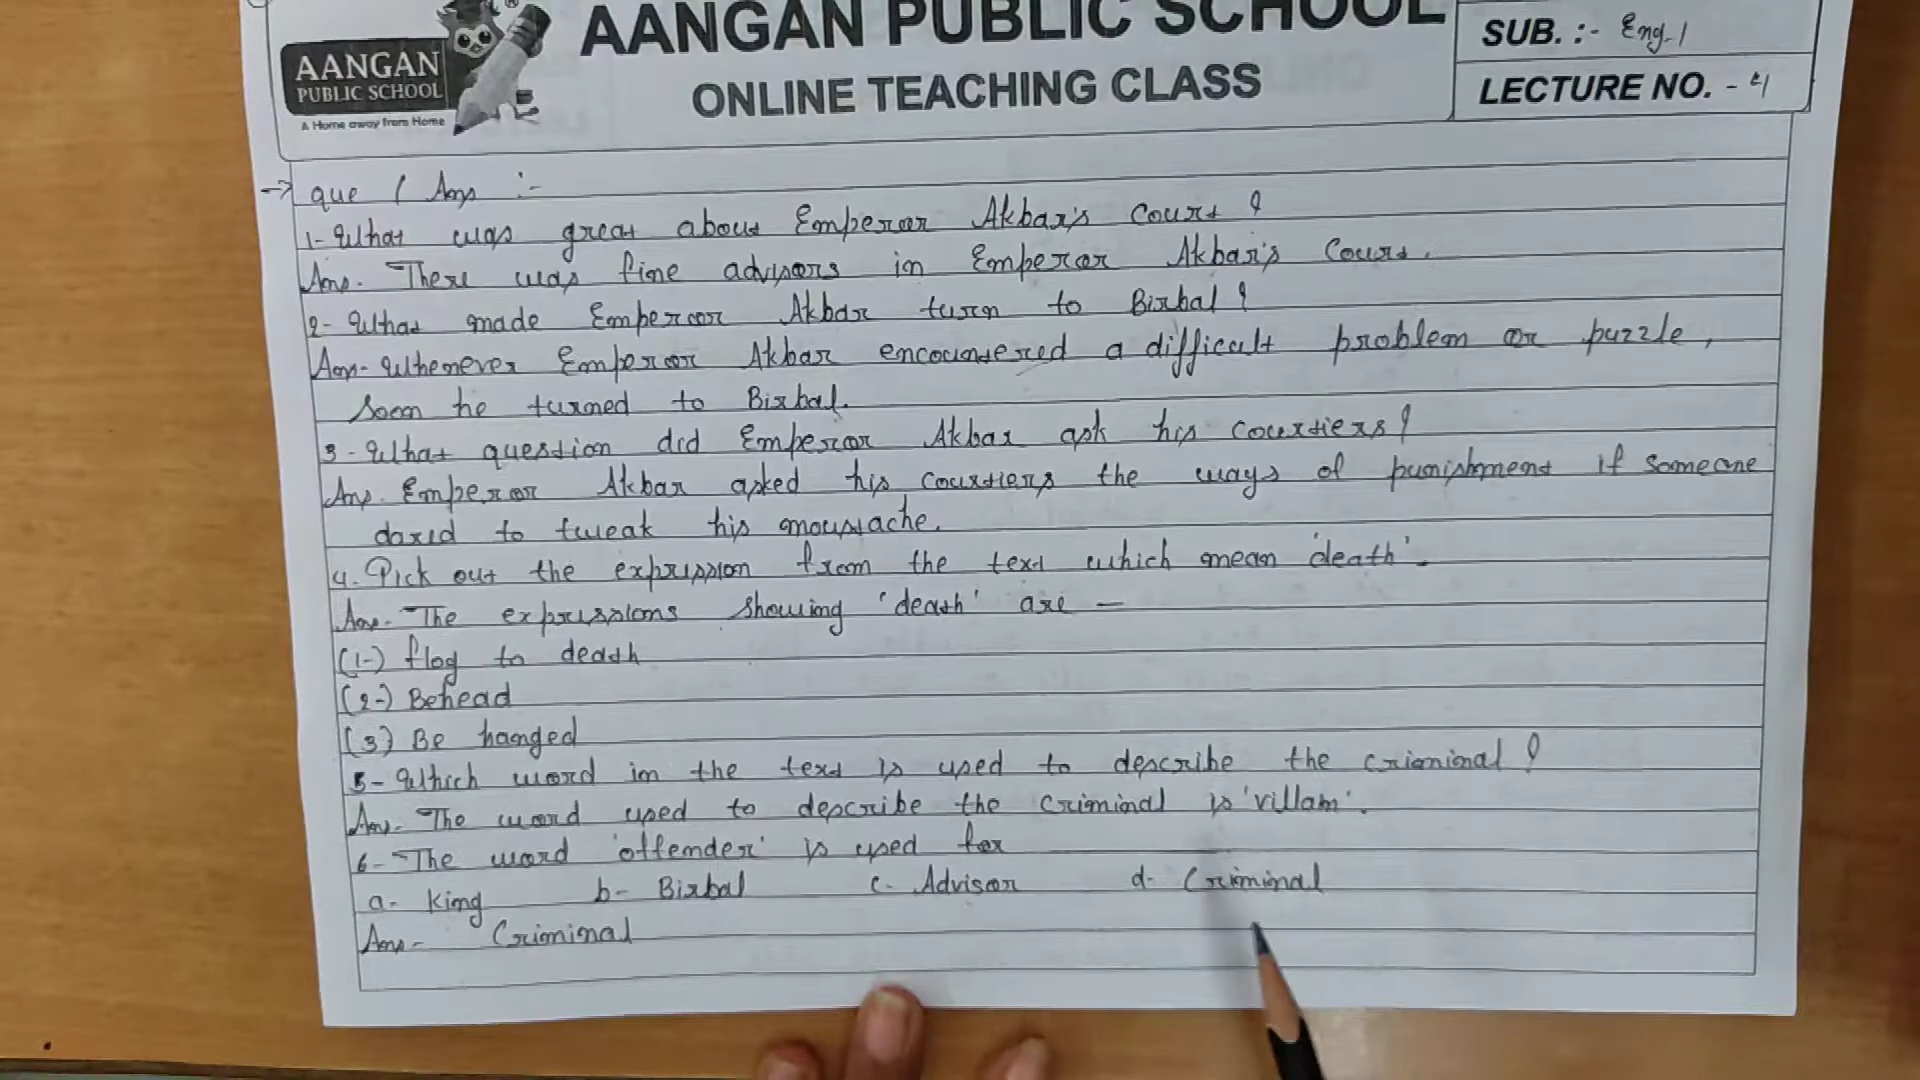 AANGAN PUBLIC SCHOOL
ONLINE TEACHING CLASS
AANGAN
PUBLIC SCHOOL
A Home away from Home
SUB. :- Eng-1
LECTURE NO. - 4
→ que / Ans :-
1- What was great about Emperor Akbar's Court ?
Ans. There was fine advisors in Emperor Akbar's Court.
2- What made Emperor Akbar turn to Birbal ?
Ans- Whenever Emperor Akbar encountered a difficult problem or puzzle,
soon he turned to Birbal.
3- What question did Emperor Akbar ask his courtiers ?
Ans. Emperor Akbar asked his courtiers the ways of punishment if someone
dared to tweak his moustache.
4. Pick out the expression from the text which mean 'death'.
Ans- The expressions showing 'death' are —
(1-) flog to death
(2-) Behead
(3) Be hanged
5- Which word in the text is used to describe the criminal ?
Ans- The word used to describe the criminal is 'villain'.
6- The word 'offender' is used for
a- King b- Birbal c- Advisor d- Criminal
Ans- Criminal